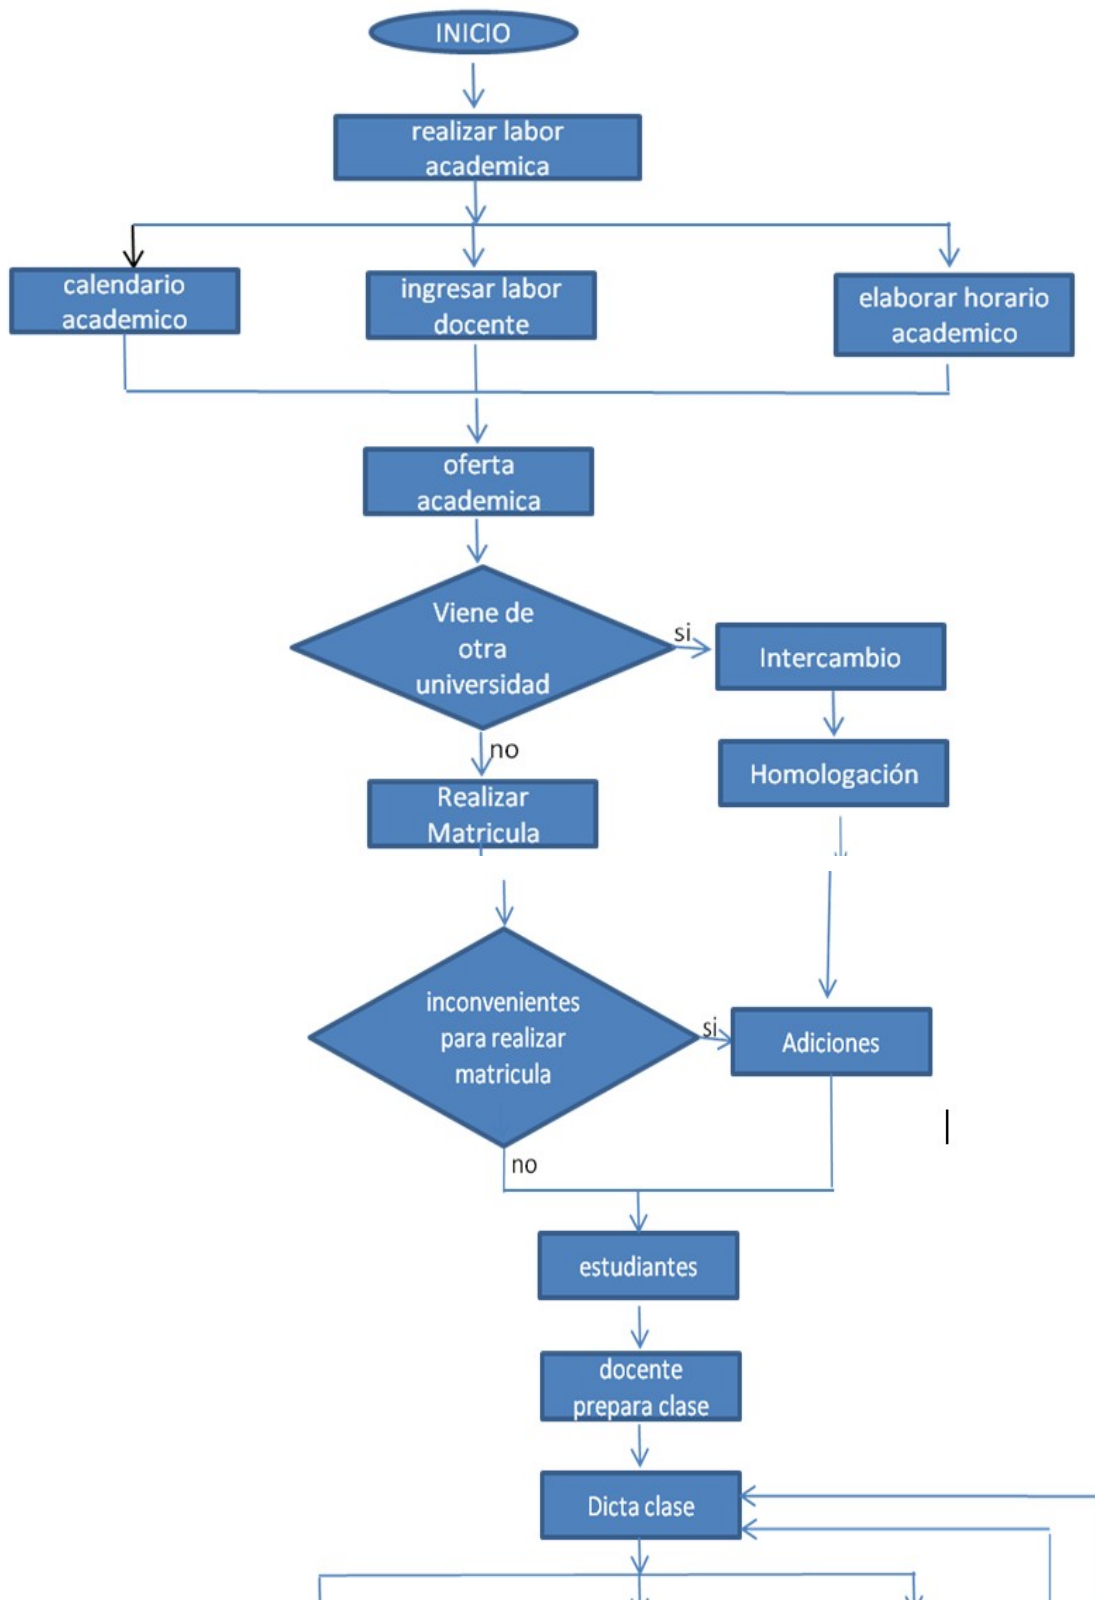 INICIO
realizar labor
academica
calendario
academico
ingresar labor
docente
elaborar horario
academico
oferta
academica
Viene de
otra
universidad
si
Intercambio
no
Homologación
Realizar
Matricula
inconvenientes
para realizar
matricula
si
Adiciones
no
estudiantes
docente
prepara clase
Dicta clase